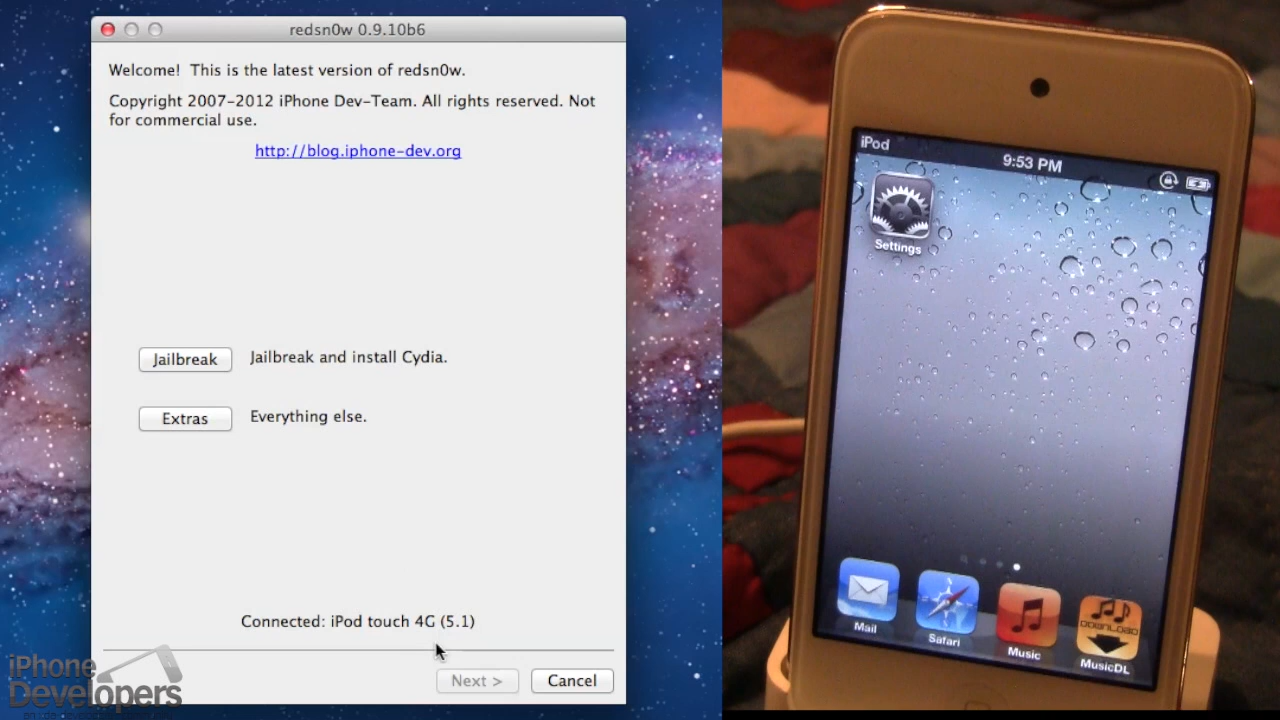 redsn0w 0.9.10b6
Welcome! This is the latest version of redsn0w.
Copyright 2007-2012 iPhone Dev-Team. All rights reserved. Not
for commercial use.
http://blog.iphone-dev.org
Jailbreak
Jailbreak and install Cydia.
Extras
Everything else.
Connected: iPod touch 4G (5.1)
Next >
Cancel
iPhone
Developers
iPod
9:53 PM
Settings
Mail
Safari
Music
DOWNLOAD
MusicDL